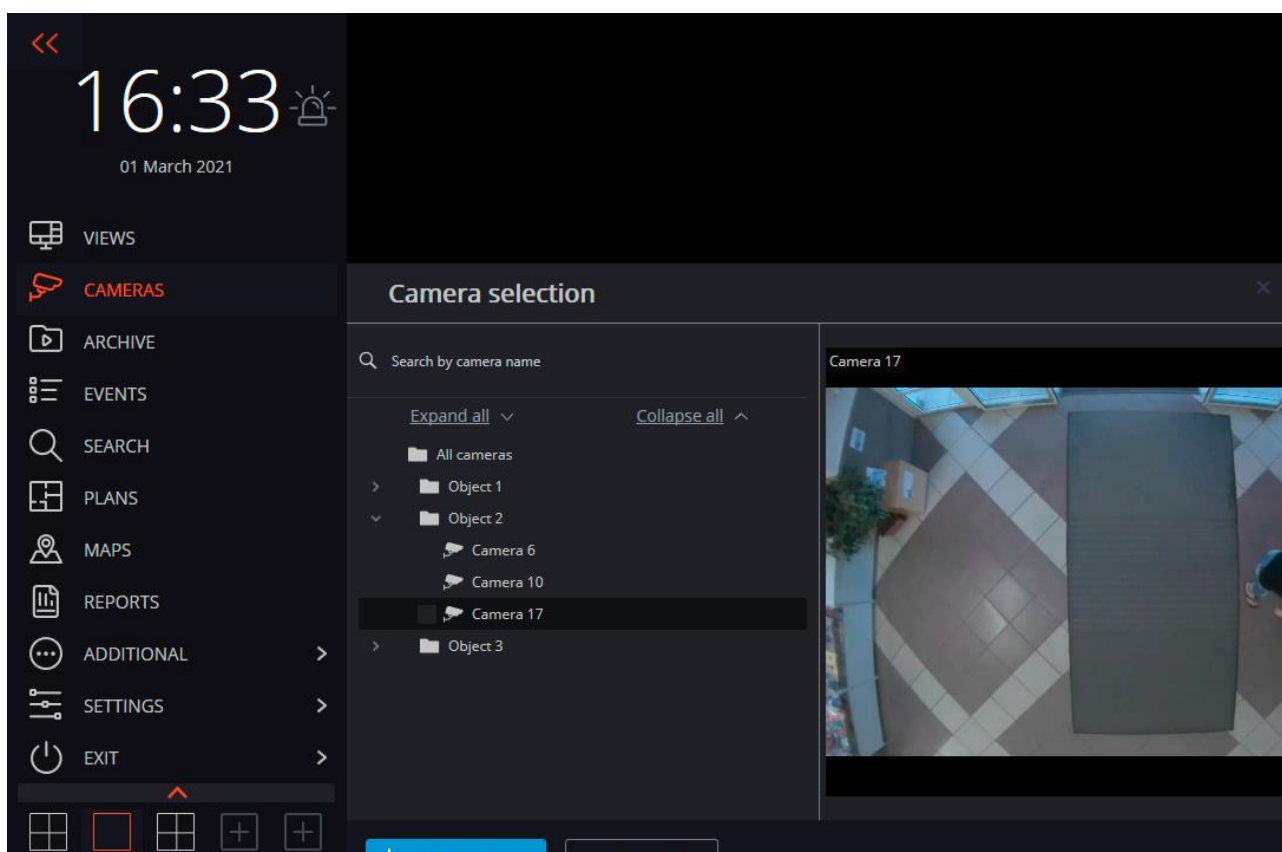 16:33
01 March 2021
VIEWS
CAMERAS
ARCHIVE
EVENTS
SEARCH
PLANS
MAPS
REPORTS
ADDITIONAL
SETTINGS
EXIT
Camera selection
Search by camera name
Expand all
Collapse all
All cameras
Object 1
Object 2
Camera 6
Camera 10
Camera 17
Object 3
Camera 17